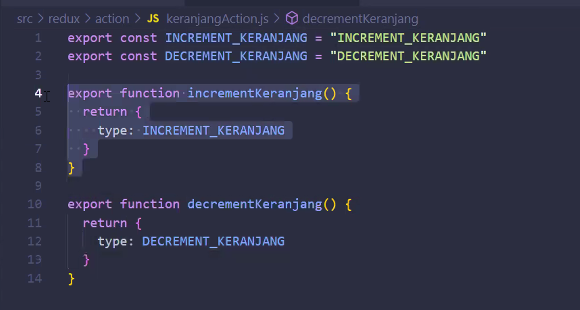 src > redux > action > JS keranjangAction.js > decrementKeranjang
1 export const INCREMENT_KERANJANG = "INCREMENT_KERANJANG"
2 export const DECREMENT_KERANJANG = "DECREMENT_KERANJANG"
3
4 export function incrementKeranjang() {
5   return {
6     type: INCREMENT_KERANJANG
7   }
8 }
9
10 export function decrementKeranjang() {
11   return {
12     type: DECREMENT_KERANJANG
13   }
14 }